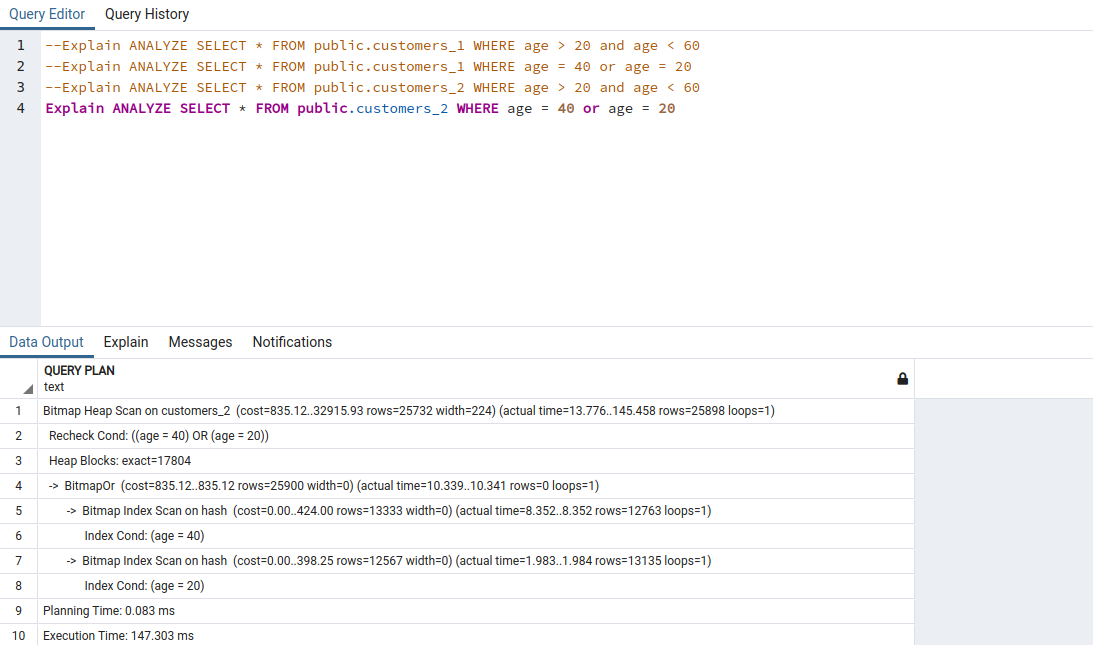 Query Editor Query History
1 --Explain ANALYZE SELECT * FROM public.customers_1 WHERE age > 20 and age < 60
2 --Explain ANALYZE SELECT * FROM public.customers_1 WHERE age = 40 or age = 20
3 --Explain ANALYZE SELECT * FROM public.customers_2 WHERE age > 20 and age < 60
4 Explain ANALYZE SELECT * FROM public.customers_2 WHERE age = 40 or age = 20
Data Output Explain Messages Notifications
QUERY PLAN
text
1 Bitmap Heap Scan on customers_2 (cost=835.12..32915.93 rows=25732 width=224) (actual time=13.776..145.458 rows=25898 loops=1)
2 Recheck Cond: ((age = 40) OR (age = 20))
3 Heap Blocks: exact=17804
4 -> BitmapOr (cost=835.12..835.12 rows=25900 width=0) (actual time=10.339..10.341 rows=0 loops=1)
5 -> Bitmap Index Scan on hash (cost=0.00..424.00 rows=13333 width=0) (actual time=8.352..8.352 rows=12763 loops=1)
6 Index Cond: (age = 40)
7 -> Bitmap Index Scan on hash (cost=0.00..398.25 rows=12567 width=0) (actual time=1.983..1.984 rows=13135 loops=1)
8 Index Cond: (age = 20)
9 Planning Time: 0.083 ms
10 Execution Time: 147.303 ms